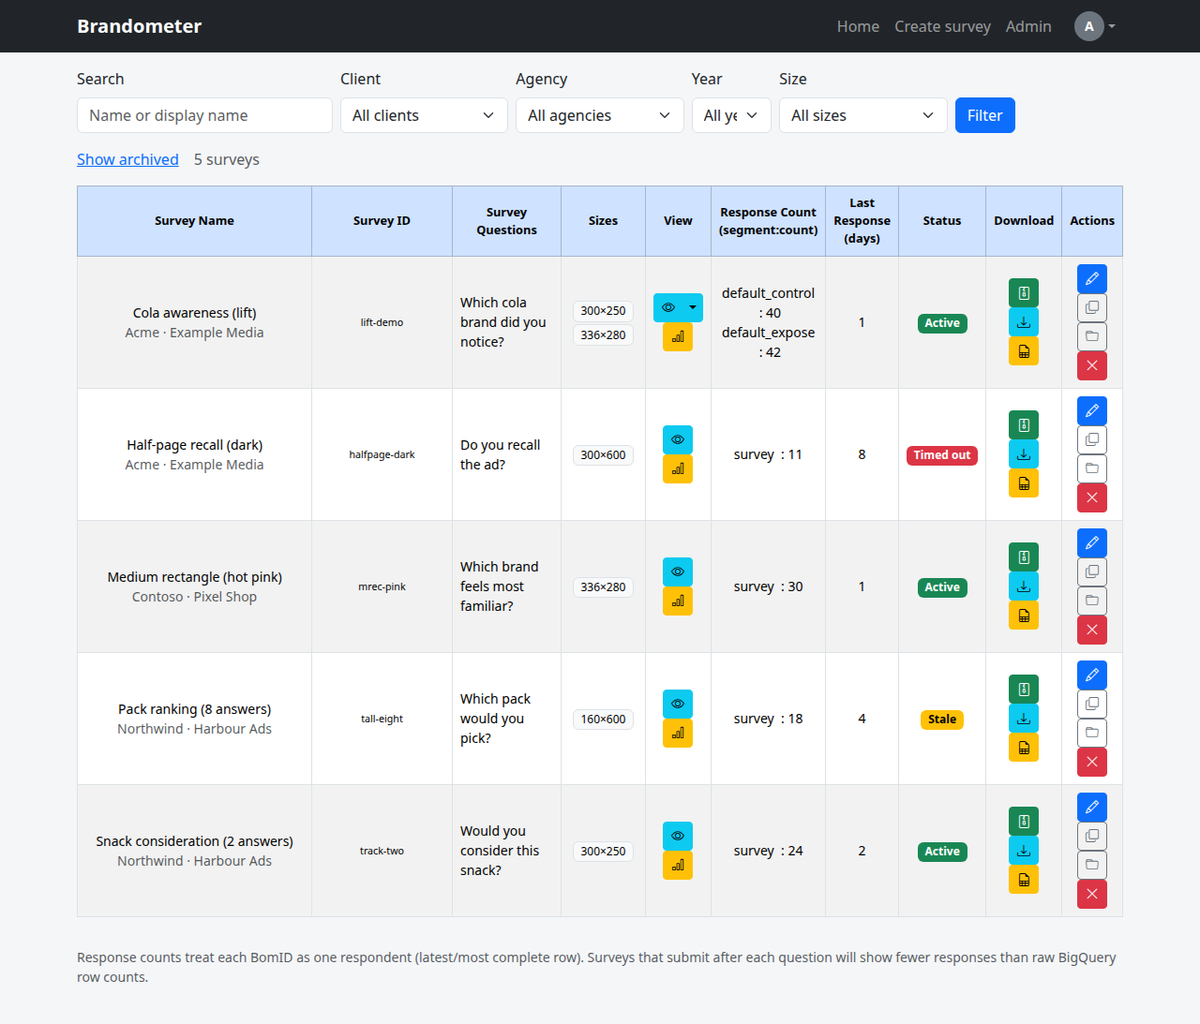 Brandometer
Home Create survey Admin A
Search Client Agency Year Size
Name or display name All clients All agencies All ye All sizes Filter
Show archived 5 surveys
Survey Name
Survey ID
Survey
Questions
Sizes
View
Response Count
(segment:count)
Last
Response
(days)
Status
Download
Actions
Cola awareness (lift)
Acme · Example Media
lift-demo
Which cola
brand did you
notice?
300×250
336×280
default_control
: 40
default_expose
: 42
1
Active
Half-page recall (dark)
Acme · Example Media
halfpage-dark
Do you recall
the ad?
300×600
survey : 11
8
Timed out
Medium rectangle (hot pink)
Contoso · Pixel Shop
mrec-pink
Which brand
feels most
familiar?
336×280
survey : 30
1
Active
Pack ranking (8 answers)
Northwind · Harbour Ads
tall-eight
Which pack
would you
pick?
160×600
survey : 18
4
Stale
Snack consideration (2 answers)
Northwind · Harbour Ads
track-two
Would you
consider this
snack?
300×250
survey : 24
2
Active
Response counts treat each BomID as one respondent (latest/most complete row). Surveys that submit after each question will show fewer responses than raw BigQuery
row counts.